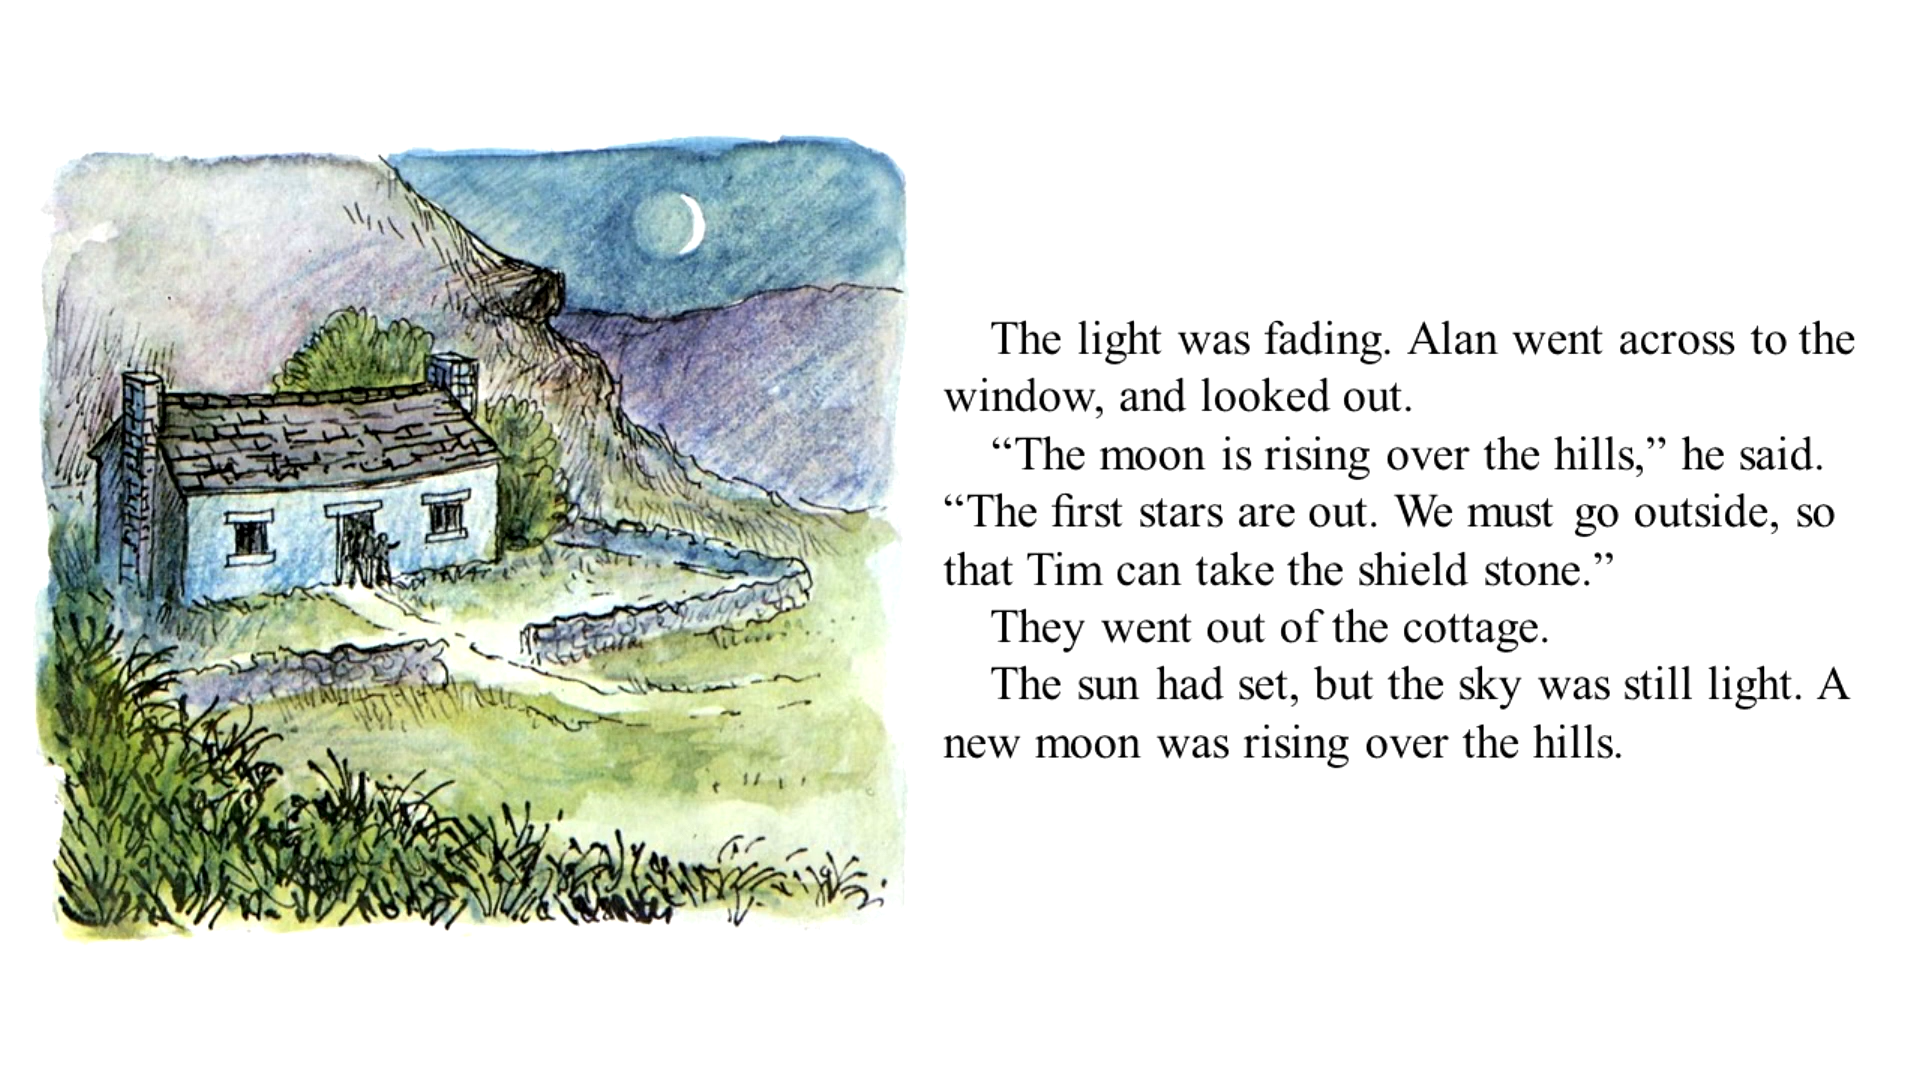 The light was fading. Alan went across to the
window, and looked out.
“The moon is rising over the hills,” he said.
“The first stars are out. We must go outside, so
that Tim can take the shield stone.”
They went out of the cottage.
The sun had set, but the sky was still light. A
new moon was rising over the hills.